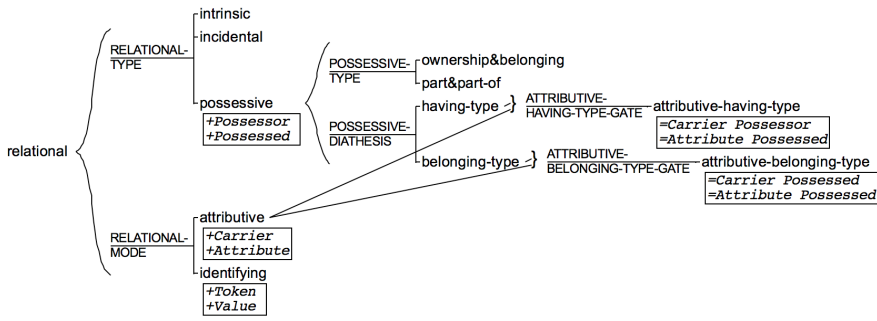 intrinsic
incidental
RELATIONAL-
TYPE
possessive
+Possessor
+Possessed
POSSESSIVE-
TYPE
ownership&belonging
part&part-of
POSSESSIVE-
DIATHESIS
having-type
ATTRIBUTIVE-
HAVING-TYPE-GATE
attributive-having-type
=Carrier Possessor
=Attribute Possessed
belonging-type
ATTRIBUTIVE-
BELONGING-TYPE-GATE
attributive-belonging-type
=Carrier Possessed
=Attribute Possessed
relational
RELATIONAL-
MODE
attributive
+Carrier
+Attribute
identifying
+Token
+Value